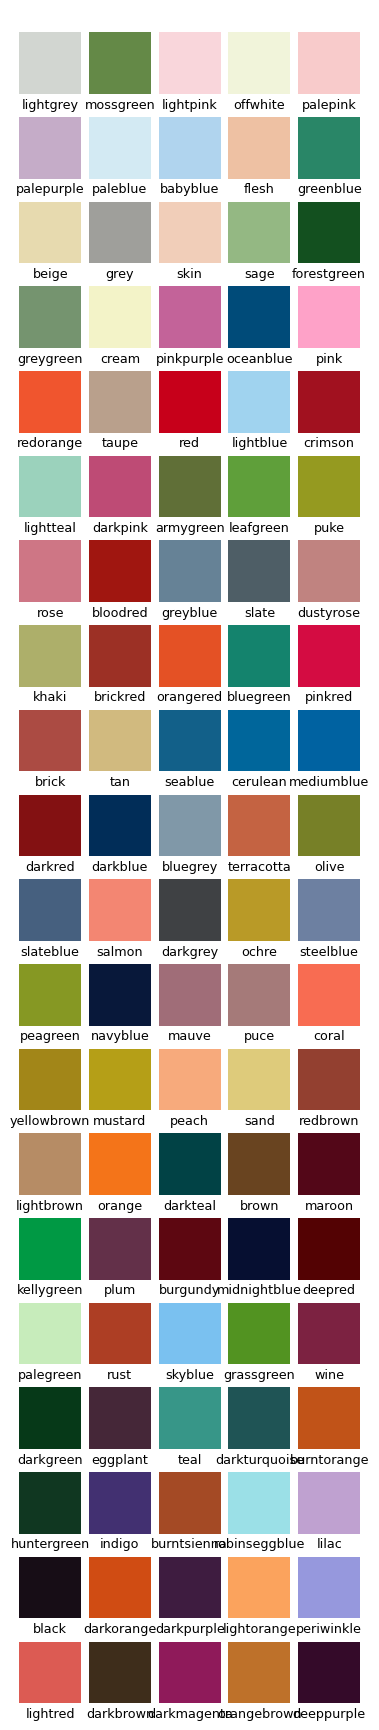 lightgrey mossgreen lightpink offwhite palepink
palepurple paleblue babyblue flesh greenblue
beige grey skin sage forestgreen
greygreen cream pinkpurple oceanblue pink
redorange taupe red lightblue crimson
lightteal darkpink armygreen leafgreen puke
rose bloodred greyblue slate dustyrose
khaki brickred orangered bluegreen pinkred
brick tan seablue cerulean mediumblue
darkred darkblue bluegrey terracotta olive
slateblue salmon darkgrey ochre steelblue
peagreen navyblue mauve puce coral
yellowbrown mustard peach sand redbrown
lightbrown orange darkteal brown maroon
kellygreen plum burgundy midnightblue deepred
palegreen rust skyblue grassgreen wine
darkgreen eggplant teal darkturquoise burntorange
huntergreen indigo burntsienna robinseggblue lilac
black darkorange darkpurple lightorange periwinkle
lightred darkbrown darkmagenta orangebrown deeppurple